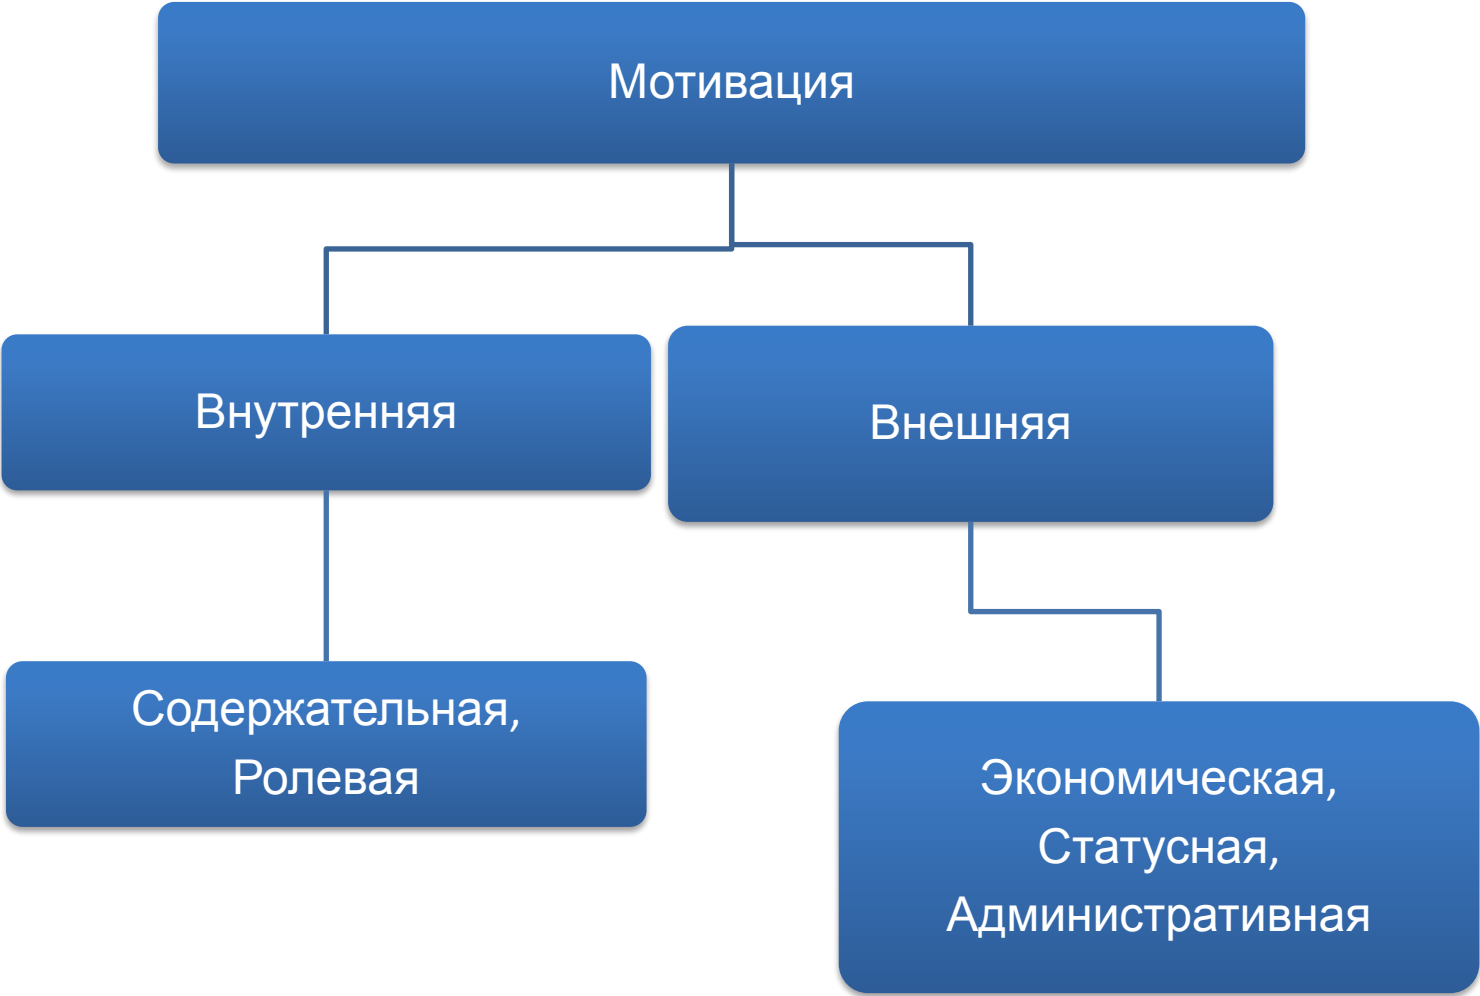 Мотивация
Внутренняя
Внешняя
Содержательная,
Ролевая
Экономическая,
Статусная,
Административная